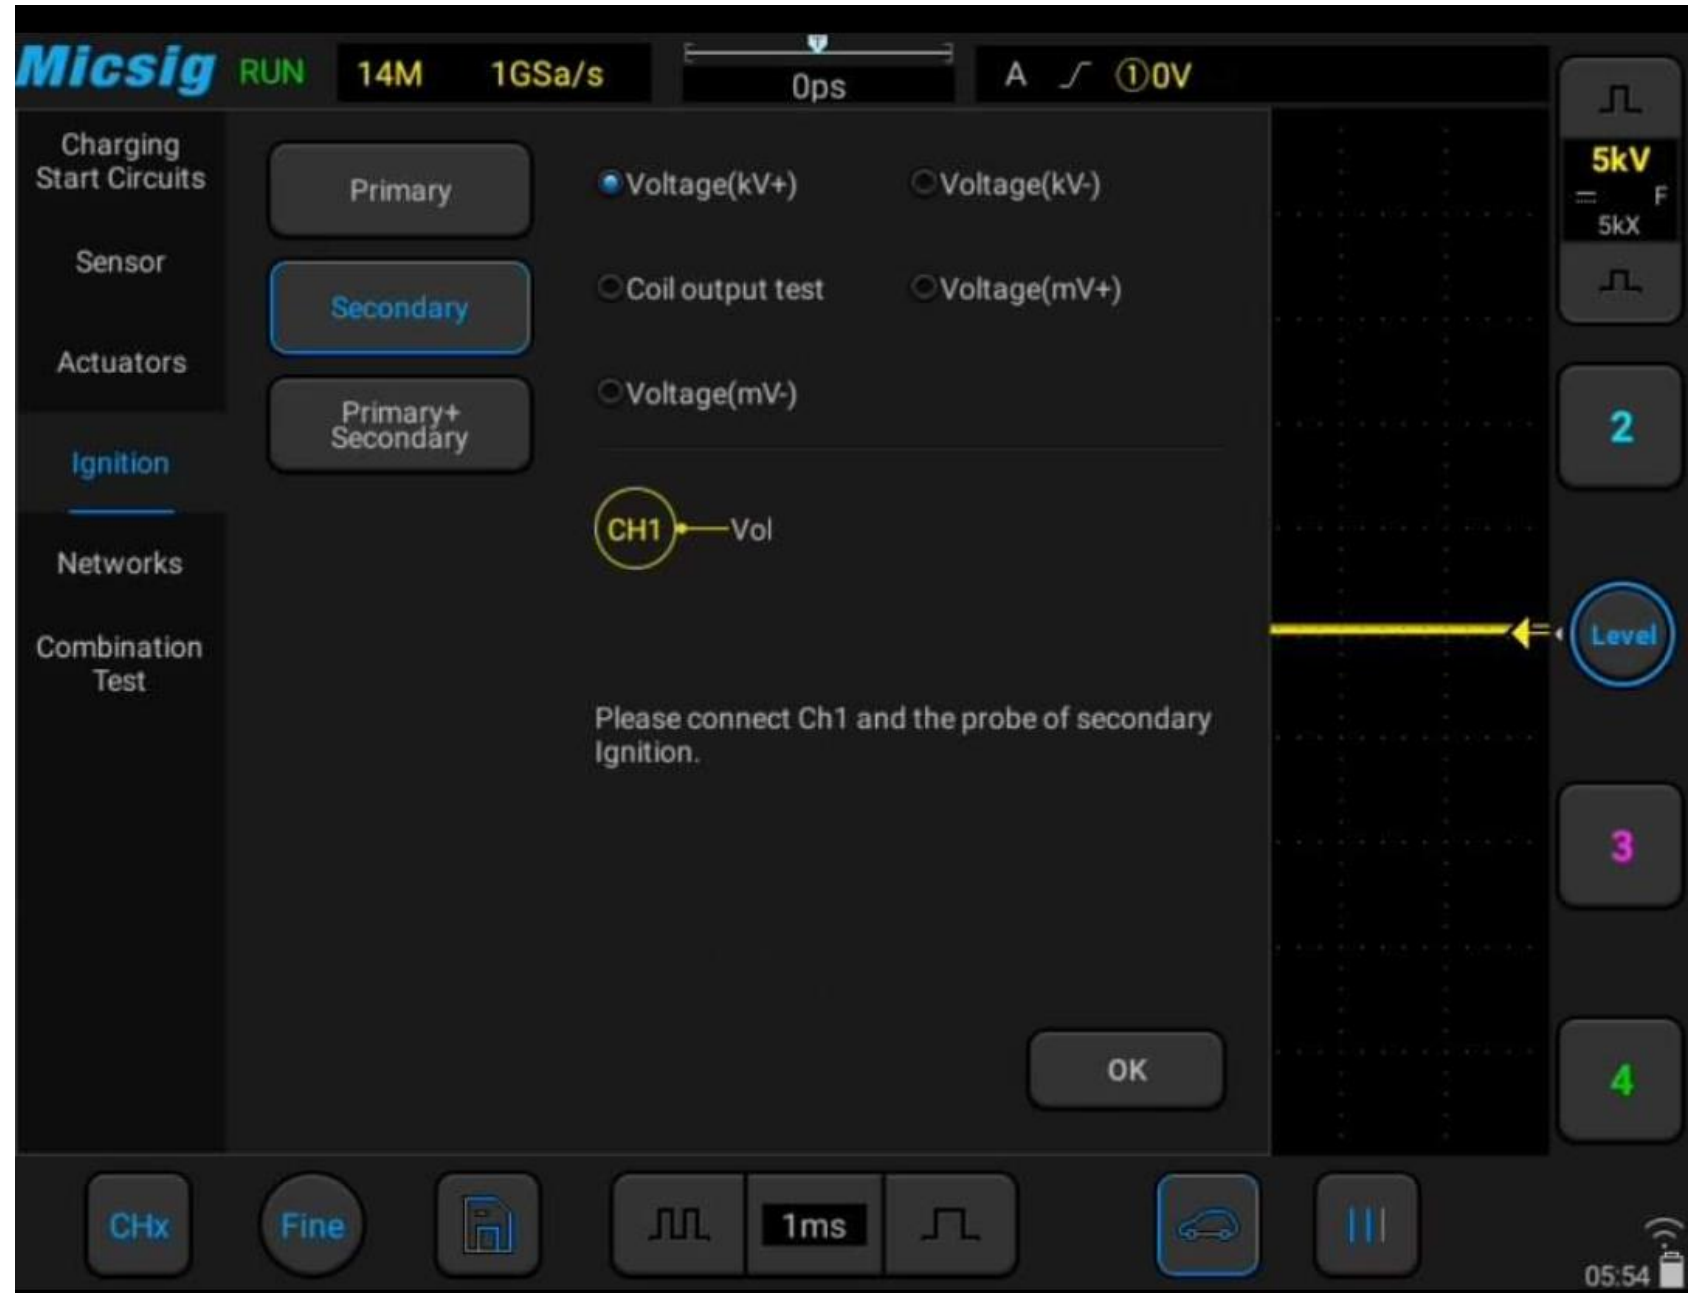 Micsig RUN 14M 1GSa/s 0ps A ①0V
Charging
Start Circuits
Sensor
Actuators
Ignition
Networks
Combination
Test
Primary
Secondary
Primary+
Secondary
Voltage(kV+) Voltage(kV-)
Coil output test Voltage(mV+)
Voltage(mV-)
CH1 Vol
Please connect Ch1 and the probe of secondary
Ignition.
OK
5kV
F
5kX
2
Level
3
4
CHx Fine 1ms
05:54